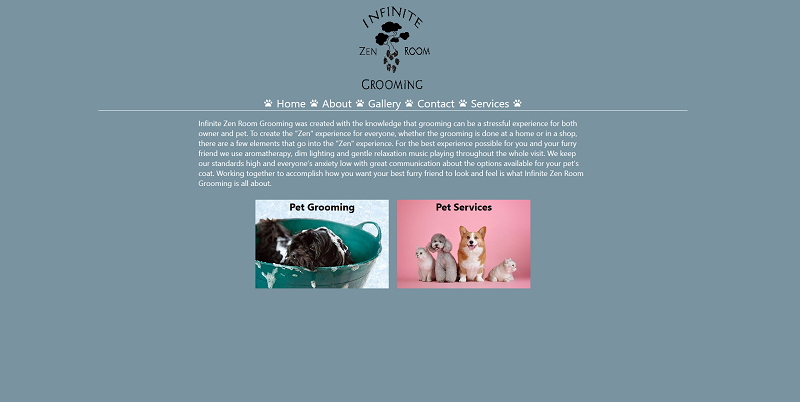 INFINITE
ZEN ROOM
GROOMING
Home About Gallery Contact Services
Infinite Zen Room Grooming was created with the knowledge that grooming can be a stressful experience for both
owner and pet. To create the "Zen" experience for everyone, whether the grooming is done at a home or in a shop,
there are a few elements that go into the "Zen" experience. For the best experience possible for you and your furry
friend we use aromatherapy, dim lighting and gentle relaxation music playing throughout the whole visit. We keep
our standards high and everyone's anxiety low with great communication about the options available for your pet's
coat. Working together to accomplish how you want your best furry friend to look and feel is what Infinite Zen Room
Grooming is all about.
Pet Grooming
Pet Services